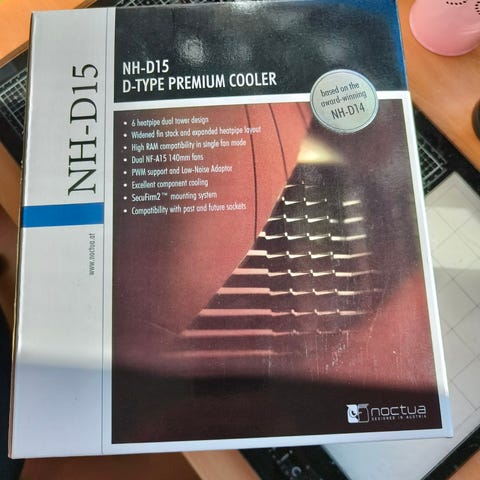 NH-D15
www.noctua.at
NH-D15
D-TYPE PREMIUM COOLER
based on the
award-winning
NH-D14
• 6 heatpipe dual tower design
• Widened fin stack and expanded heatpipe layout
• High RAM compatibility in single fan mode
• Dual NF-A15 140mm fans
• PWM support and Low-Noise Adaptor
• Excellent component cooling
• SecuFirm2™ mounting system
• Compatibility with past and future sockets
noctua
DESIGNED IN AUSTRIA